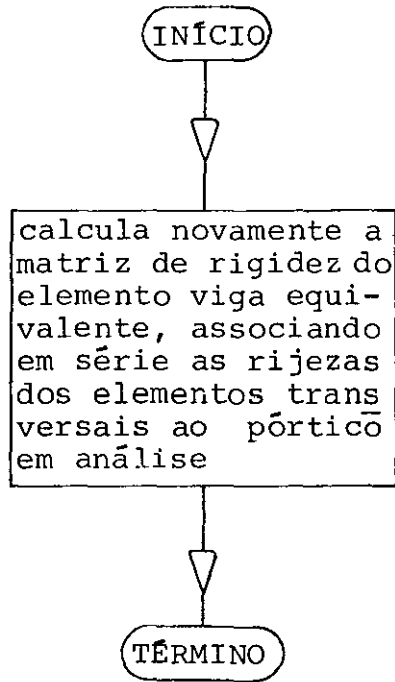 INÍCIO
calcula novamente a
matriz de rigidez do
elemento viga equi-
valente, associando
em série as rijezas
dos elementos trans
versais ao pórtico
em análise
TÉRMINO